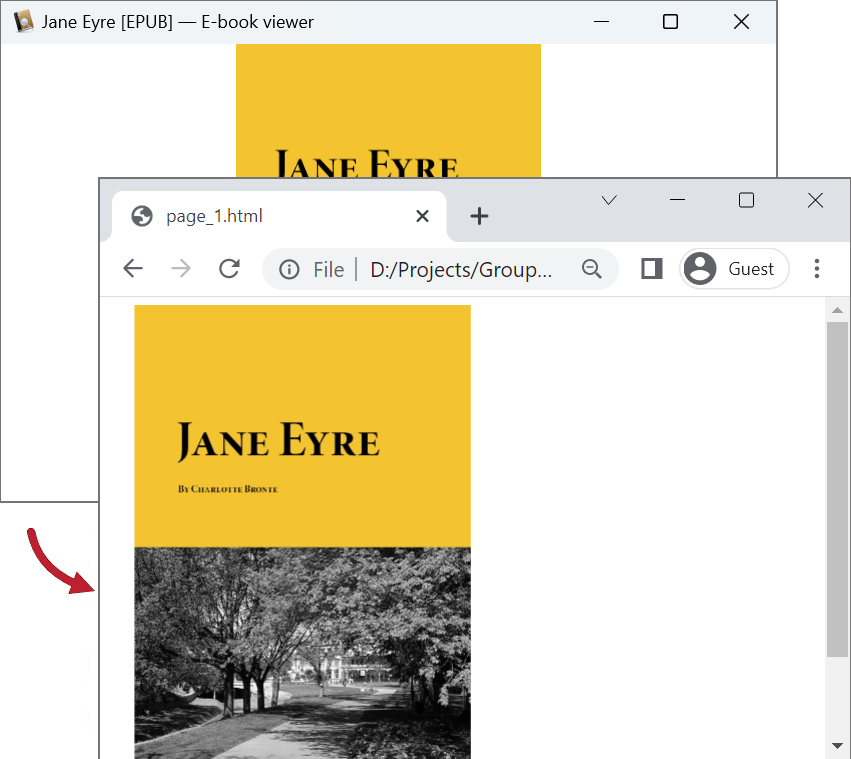 Jane Eyre [EPUB] — E-book viewer
JANE EYRE
page_1.html
File | D:/Projects/Group...
Guest
JANE EYRE
BY CHARLOTTE BRONTE